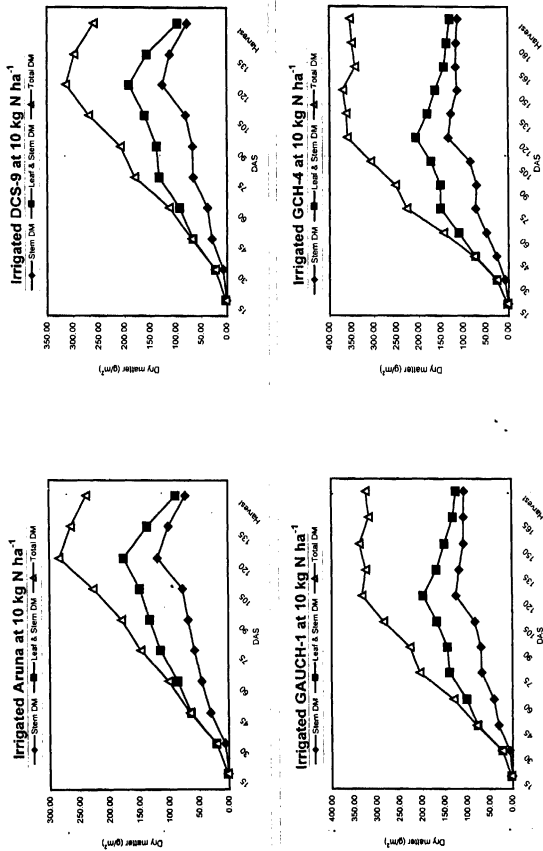 Irrigated Aruna at 10 kg N ha⁻¹
Stem DM Leaf & Stem DM Total DM
300.00
250.00
200.00
150.00
100.00
50.00
0.00
Dry matter (g/m²)
15 30 45 60 75 90 105 120 135 Harvest
DAS
Irrigated DCS-9 at 10 kg N ha⁻¹
Stem DM Leaf & Stem DM Total DM
350.00
300.00
250.00
200.00
150.00
100.00
50.00
0.00
Dry matter (g/m²)
15 30 45 60 75 90 105 120 135 Harvest
DAS
Irrigated GAUCH-1 at 10 kg N ha⁻¹
Stem DM Leaf & Stem DM Total DM
400.00
350.00
300.00
250.00
200.00
150.00
100.00
50.00
0.00
Dry matter (g/m²)
15 30 45 60 75 90 105 120 135 150 165 Harvest
DAS
Irrigated GCH-4 at 10 kg N ha⁻¹
Stem DM Leaf & Stem DM Total DM
400.00
350.00
300.00
250.00
200.00
150.00
100.00
50.00
0.00
Dry matter (g/m²)
15 30 45 60 75 90 105 120 135 150 180 Harvest
DAS